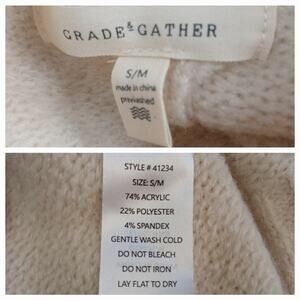 GRADE & GATHER
S/M
made in china
prewashed
STYLE # 41234
SIZE: S/M
74% ACRYLIC
22% POLYESTER
4% SPANDEX
GENTLE WASH COLD
DO NOT BLEACH
DO NOT IRON
LAY FLAT TO DRY